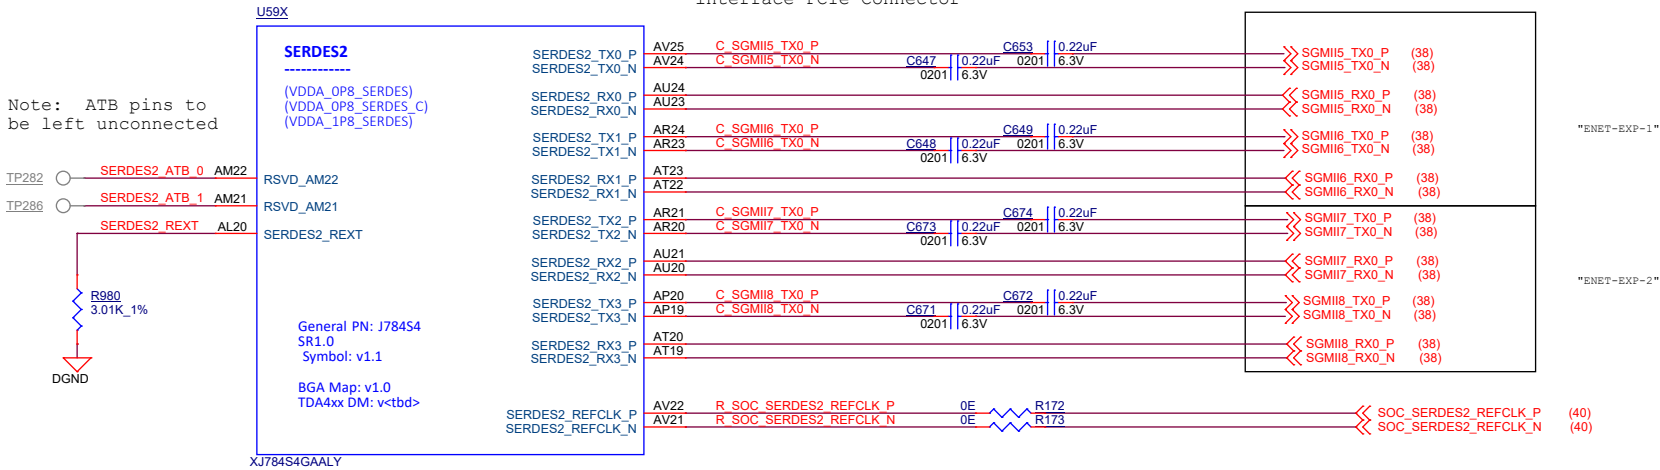 Interface PCIe Connector
U59X
SERDES2
------------
(VDDA_0P8_SERDES)
(VDDA_0P8_SERDES_C)
(VDDA_1P8_SERDES)
Note: ATB pins to
be left unconnected
TP282 SERDES2_ATB_0 AM22 RSVD_AM22
TP286 SERDES2_ATB_1 AM21 RSVD_AM21
SERDES2_REXT AL20 SERDES2_REXT
R980
3.01K_1%
DGND
General PN: J784S4
SR1.0
Symbol: v1.1
BGA Map: v1.0
TDA4xx DM: v<tbd>
XJ784S4GAALY
SERDES2_TX0_P AV25 C_SGMII5_TX0_P C653 0.22uF 0201 6.3V SGMII5_TX0_P (38)
SERDES2_TX0_N AV24 C_SGMII5_TX0_N C647 0.22uF 0201 6.3V SGMII5_TX0_N (38)
SERDES2_RX0_P AU24 SGMII5_RX0_P (38)
SERDES2_RX0_N AU23 SGMII5_RX0_N (38)
SERDES2_TX1_P AR24 C_SGMII6_TX0_P C649 0.22uF 0201 6.3V SGMII6_TX0_P (38)
SERDES2_TX1_N AR23 C_SGMII6_TX0_N C648 0.22uF 0201 6.3V SGMII6_TX0_N (38)
SERDES2_RX1_P AT23 SGMII6_RX0_P (38)
SERDES2_RX1_N AT22 SGMII6_RX0_N (38)
"ENET-EXP-1"
SERDES2_TX2_P AR21 C_SGMII7_TX0_P C674 0.22uF 0201 6.3V SGMII7_TX0_P (38)
SERDES2_TX2_N AR20 C_SGMII7_TX0_N C673 0.22uF 0201 6.3V SGMII7_TX0_N (38)
SERDES2_RX2_P AU21 SGMII7_RX0_P (38)
SERDES2_RX2_N AU20 SGMII7_RX0_N (38)
SERDES2_TX3_P AP20 C_SGMII8_TX0_P C672 0.22uF 0201 6.3V SGMII8_TX0_P (38)
SERDES2_TX3_N AP19 C_SGMII8_TX0_N C671 0.22uF 0201 6.3V SGMII8_TX0_N (38)
SERDES2_RX3_P AT20 SGMII8_RX0_P (38)
SERDES2_RX3_N AT19 SGMII8_RX0_N (38)
"ENET-EXP-2"
SERDES2_REFCLK_P AV22 R_SOC_SERDES2_REFCLK_P 0E R172 SOC_SERDES2_REFCLK_P (40)
SERDES2_REFCLK_N AV21 R_SOC_SERDES2_REFCLK_N 0E R173 SOC_SERDES2_REFCLK_N (40)